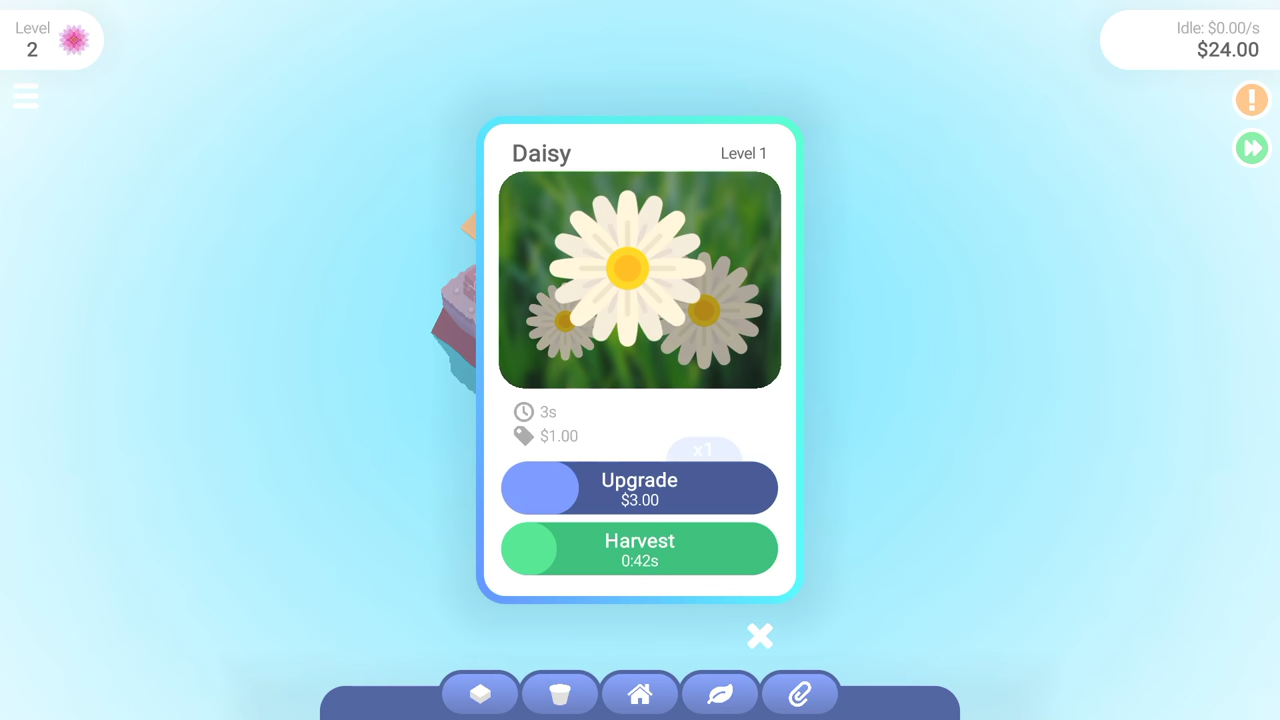 Level
2
Idle: $0.00/s
$24.00
Daisy
Level 1
3s
$1.00
x1
Upgrade
$3.00
Harvest
0:42s